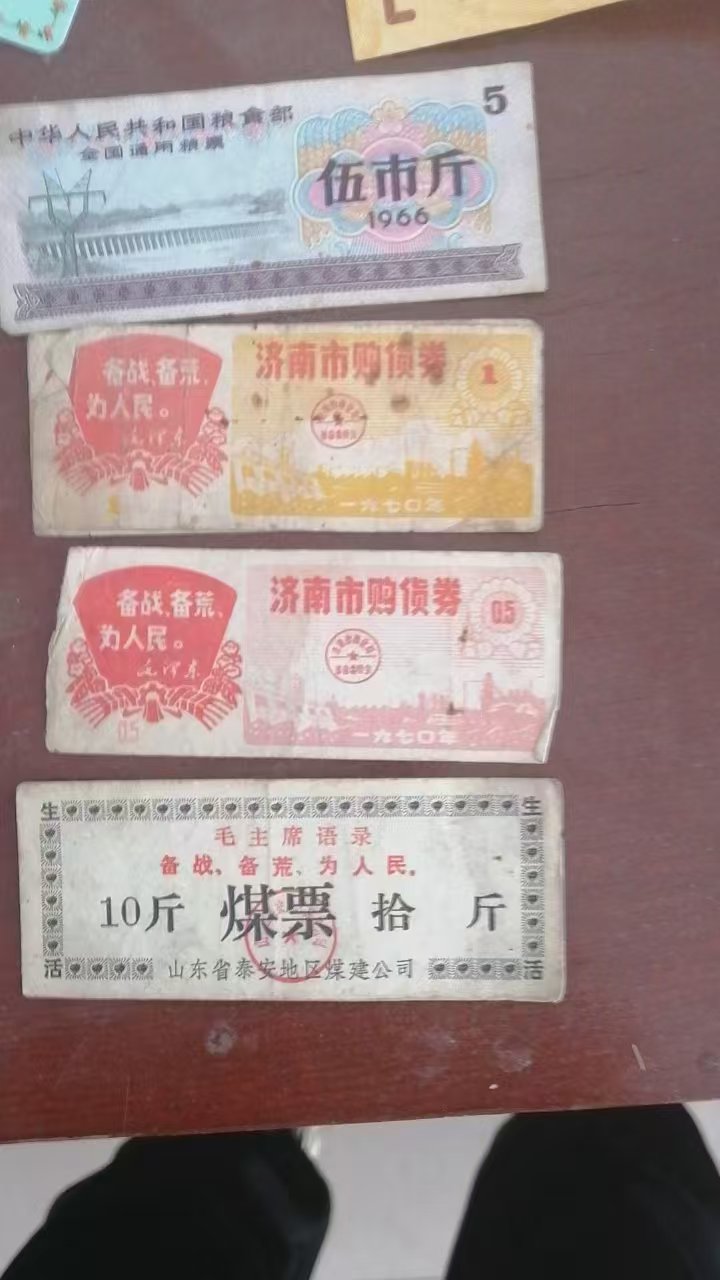 L
中华人民共和国粮食部
全国通用粮票
5
伍市斤
1966
备战、备荒、
为人民。
毛泽东
济南市购货券
1
1
一九七〇年
备战、备荒、
为人民。
毛泽东
济南市购货券
0.5
0.5
一九七〇年
生 生
毛主席语录
备战、备荒、为人民。
10斤 煤票 拾 斤
活 山东省泰安地区煤建公司 活